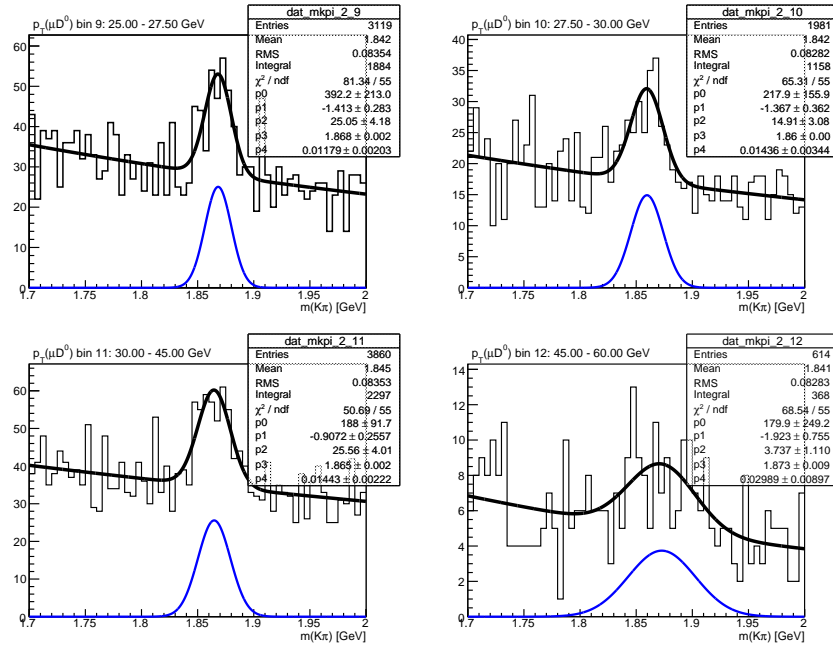 p_T(μD⁰) bin 9: 25.00 - 27.50 GeV
dat_mkpi_2_9
Entries 3119
Mean 1.842
RMS 0.08354
Integral 1884
χ² / ndf 81.34 / 55
p0 392.2 ± 213.0
p1 -1.413 ± 0.283
p2 25.05 ± 4.18
p3 1.868 ± 0.002
p4 0.01179 ± 0.00203
60
50
40
30
20
10
0
1.7 1.75 1.8 1.85 1.9 1.95 2
m(Kπ) [GeV]
p_T(μD⁰) bin 10: 27.50 - 30.00 GeV
dat_mkpi_2_10
Entries 1981
Mean 1.842
RMS 0.08282
Integral 1158
χ² / ndf 65.31 / 55
p0 217.9 ± 155.9
p1 -1.367 ± 0.362
p2 14.91 ± 3.08
p3 1.86 ± 0.00
p4 0.01436 ± 0.00344
40
35
30
25
20
15
10
5
0
1.7 1.75 1.8 1.85 1.9 1.95 2
m(Kπ) [GeV]
p_T(μD⁰) bin 11: 30.00 - 45.00 GeV
dat_mkpi_2_11
Entries 3860
Mean 1.845
RMS 0.08353
Integral 2297
χ² / ndf 50.69 / 55
p0 188 ± 91.7
p1 -0.9072 ± 0.2557
p2 25.56 ± 4.01
p3 1.865 ± 0.002
p4 0.01443 ± 0.00222
60
50
40
30
20
10
0
1.7 1.75 1.8 1.85 1.9 1.95 2
m(Kπ) [GeV]
p_T(μD⁰) bin 12: 45.00 - 60.00 GeV
dat_mkpi_2_12
Entries 614
Mean 1.841
RMS 0.08283
Integral 368
χ² / ndf 68.54 / 55
p0 179.9 ± 249.2
p1 -1.923 ± 0.755
p2 3.737 ± 1.110
p3 1.873 ± 0.009
p4 0.02989 ± 0.00897
14
12
10
8
6
4
2
0
1.7 1.75 1.8 1.85 1.9 1.95 2
m(Kπ) [GeV]